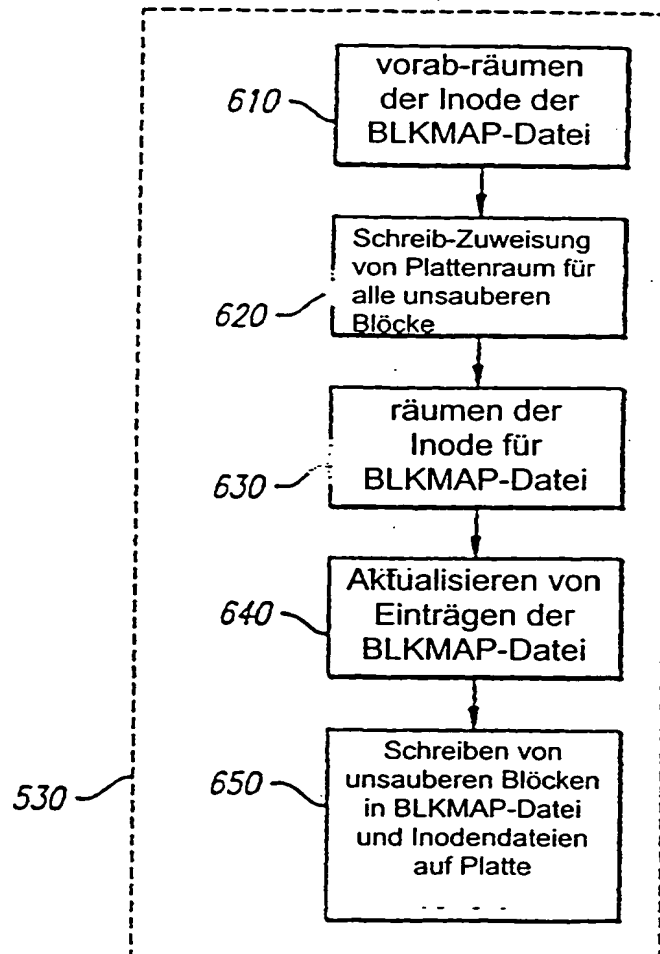 610
vorab-räumen
der Inode der
BLKMAP-Datei
620
Schreib-Zuweisung
von Plattenraum für
alle unsauberen
Blöcke
630
räumen der
Inode für
BLKMAP-Datei
640
Aktualisieren von
Einträgen der
BLKMAP-Datei
530
650
Schreiben von
unsauberen Blöcken
in BLKMAP-Datei
und Inodendateien
auf Platte